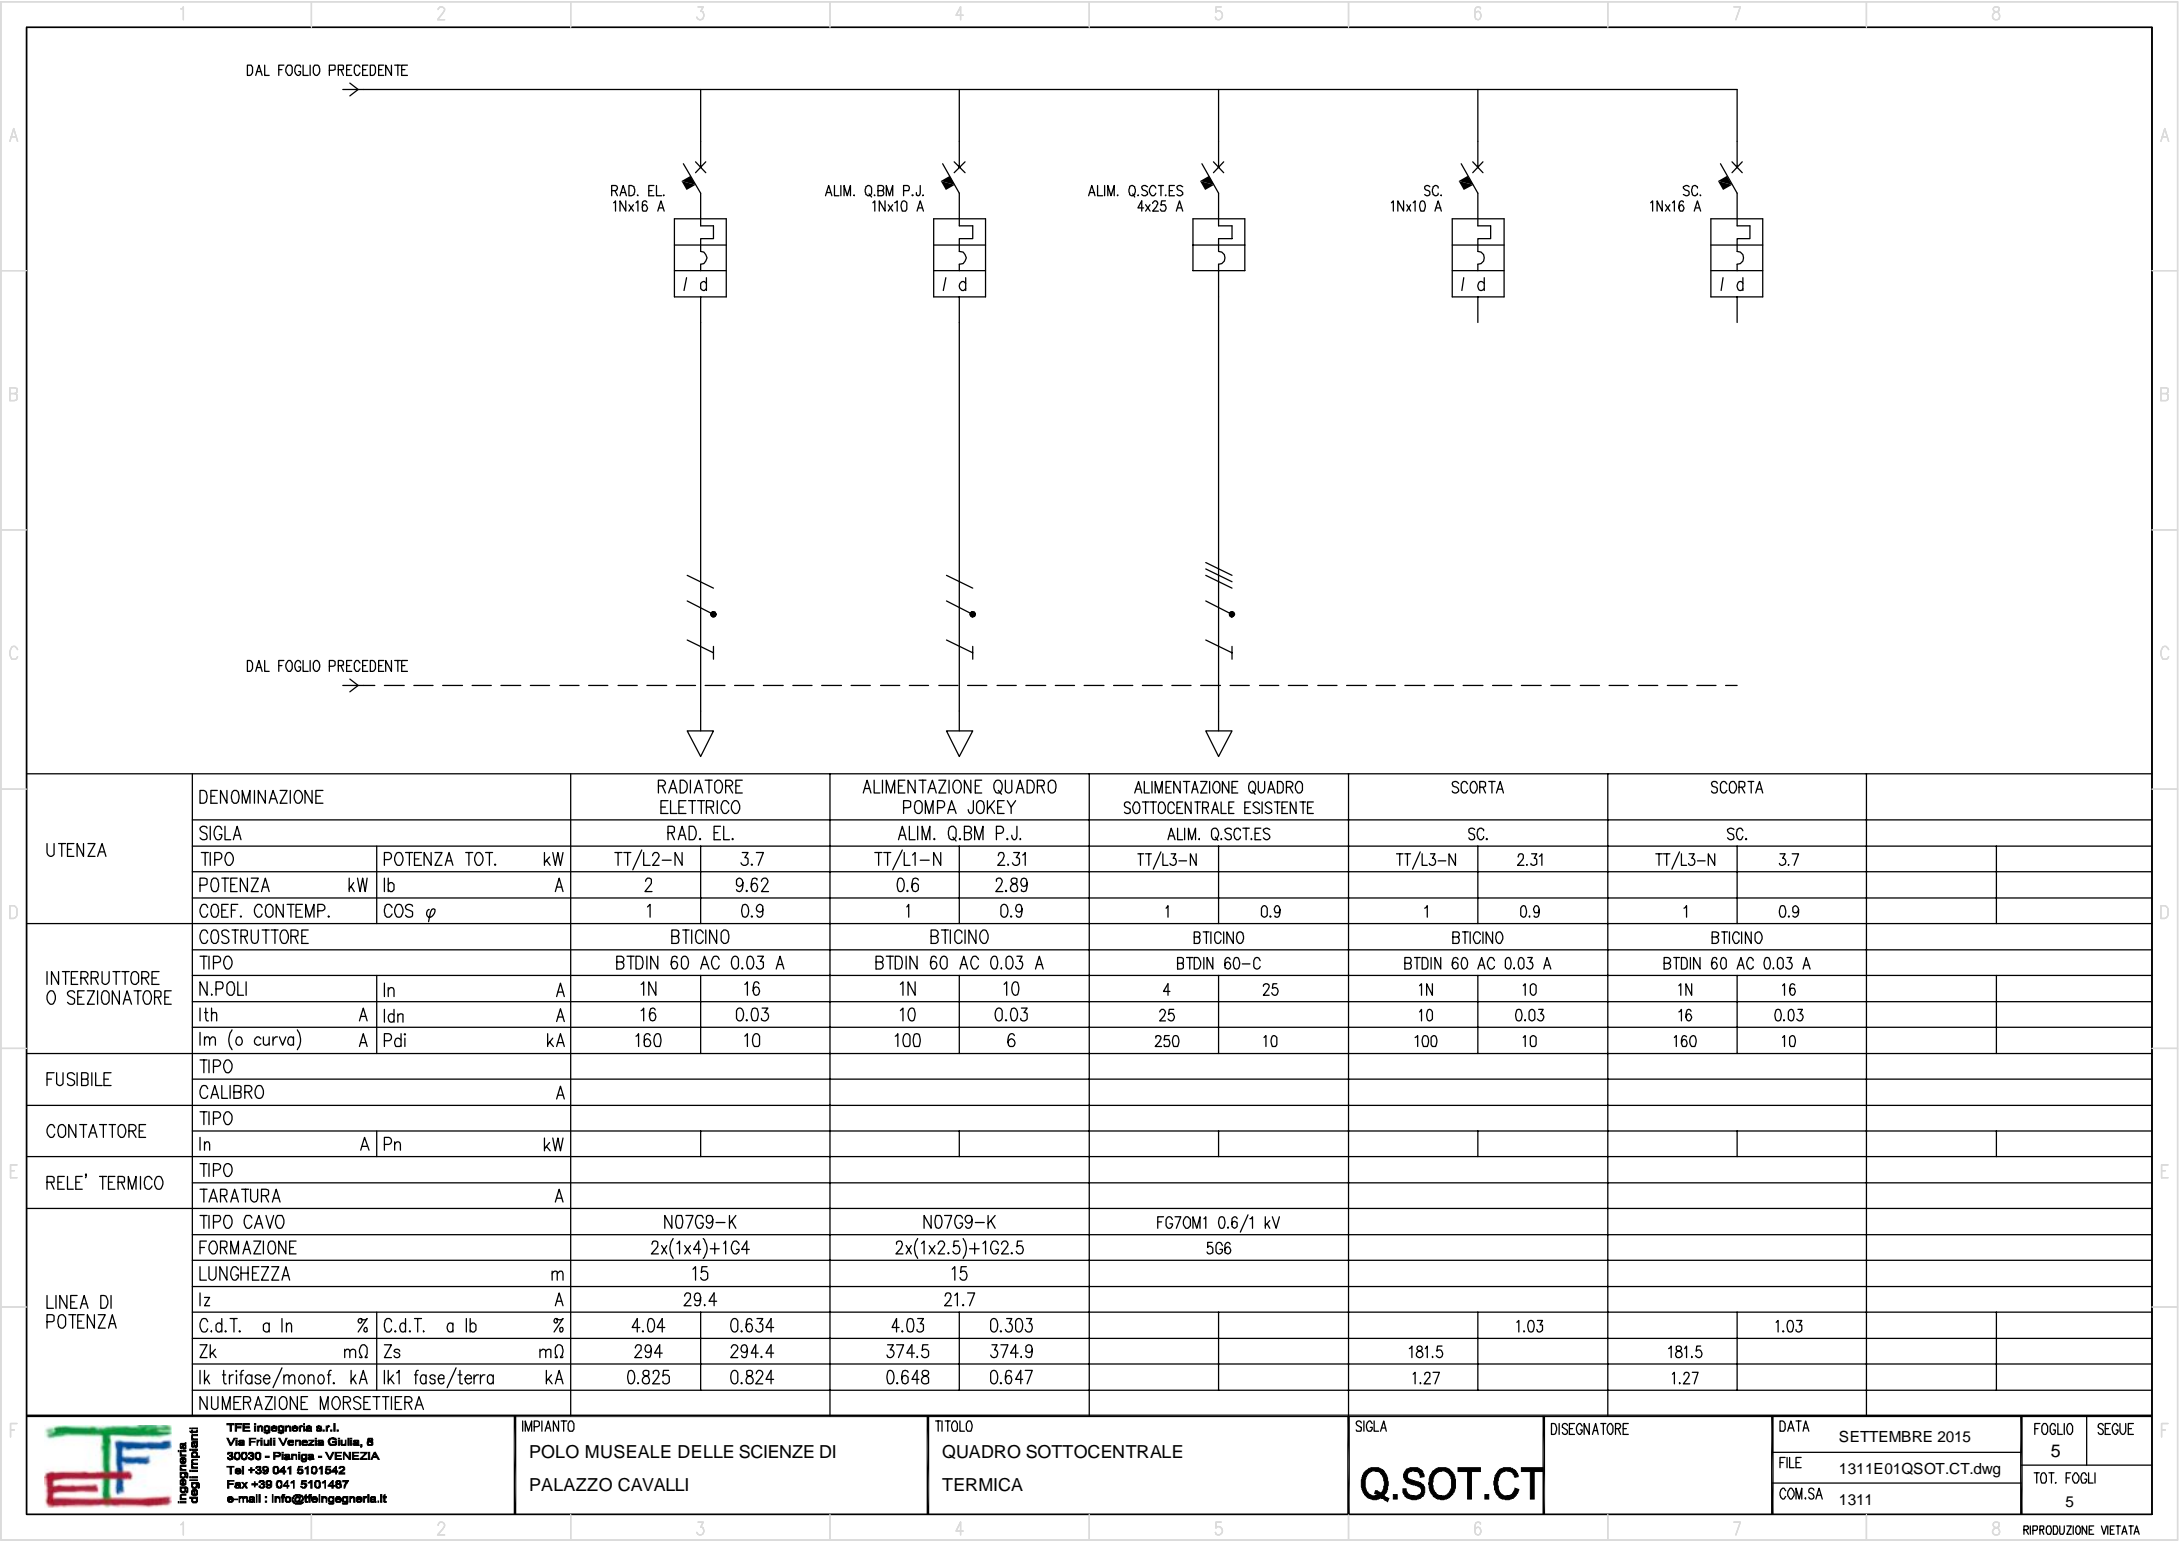 1 2 3 4 5 6 7 8
DAL FOGLIO PRECEDENTE
A A
RAD. EL. ALIM. Q.BM P.J. ALIM. Q.SCT.ES SC. SC.
1Nx16 A 1Nx10 A 4x25 A 1Nx10 A 1Nx16 A
I d I d I d I d
B B
C C
DAL FOGLIO PRECEDENTE
UTENZA
DENOMINAZIONE RADIATORE ELETTRICO ALIMENTAZIONE QUADRO POMPA JOKEY ALIMENTAZIONE QUADRO SOTTOCENTRALE ESISTENTE SCORTA SCORTA
SIGLA RAD. EL. ALIM. Q.BM P.J. ALIM. Q.SCT.ES SC. SC.
TIPO POTENZA TOT. kW TT/L2-N 3.7 TT/L1-N 2.31 TT/L3-N TT/L3-N 2.31 TT/L3-N 3.7
POTENZA kW Ib A 2 9.62 0.6 2.89
D COEF. CONTEMP. COS φ 1 0.9 1 0.9 1 0.9 1 0.9 1 0.9 D
INTERRUTTORE
O SEZIONATORE
COSTRUTTORE BTICINO BTICINO BTICINO BTICINO BTICINO
TIPO BTDIN 60 AC 0.03 A BTDIN 60 AC 0.03 A BTDIN 60-C BTDIN 60 AC 0.03 A BTDIN 60 AC 0.03 A
N.POLI In A 1N 16 1N 10 4 25 1N 10 1N 16
Ith A Idn A 16 0.03 10 0.03 25 10 0.03 16 0.03
Im (o curva) A Pdi kA 160 10 100 6 250 10 100 10 160 10
FUSIBILE
TIPO
CALIBRO A
CONTATTORE
TIPO
In A Pn kW
E RELE' TERMICO E
TIPO
TARATURA A
LINEA DI
POTENZA
TIPO CAVO N07G9-K N07G9-K FG7OM1 0.6/1 kV
FORMAZIONE 2x(1x4)+1G4 2x(1x2.5)+1G2.5 5G6
LUNGHEZZA m 15 15
Iz A 29.4 21.7
C.d.T. a In % C.d.T. a Ib % 4.04 0.634 4.03 0.303 1.03 1.03
Zk mΩ Zs mΩ 294 294.4 374.5 374.9 181.5 181.5
Ik trifase/monof. kA Ik1 fase/terra kA 0.825 0.824 0.648 0.647 1.27 1.27
NUMERAZIONE MORSETTIERA
F F
ETF
ingegneria
degli impianti
TFE ingegneria s.r.l.
Via Friuli Venezia Giulia, 8
30030 - Pianiga - VENEZIA
Tel +39 041 5101542
Fax +39 041 5101487
e-mail : info@tfeingegneria.it
IMPIANTO
POLO MUSEALE DELLE SCIENZE DI
PALAZZO CAVALLI
TITOLO
QUADRO SOTTOCENTRALE
TERMICA
SIGLA
Q.SOT.CT
DISEGNATORE
DATA SETTEMBRE 2015
FILE 1311E01QSOT.CT.dwg
COM.SA 1311
FOGLIO
5
SEGUE
TOT. FOGLI
5
1 2 3 4 5 6 7 8
RIPRODUZIONE VIETATA